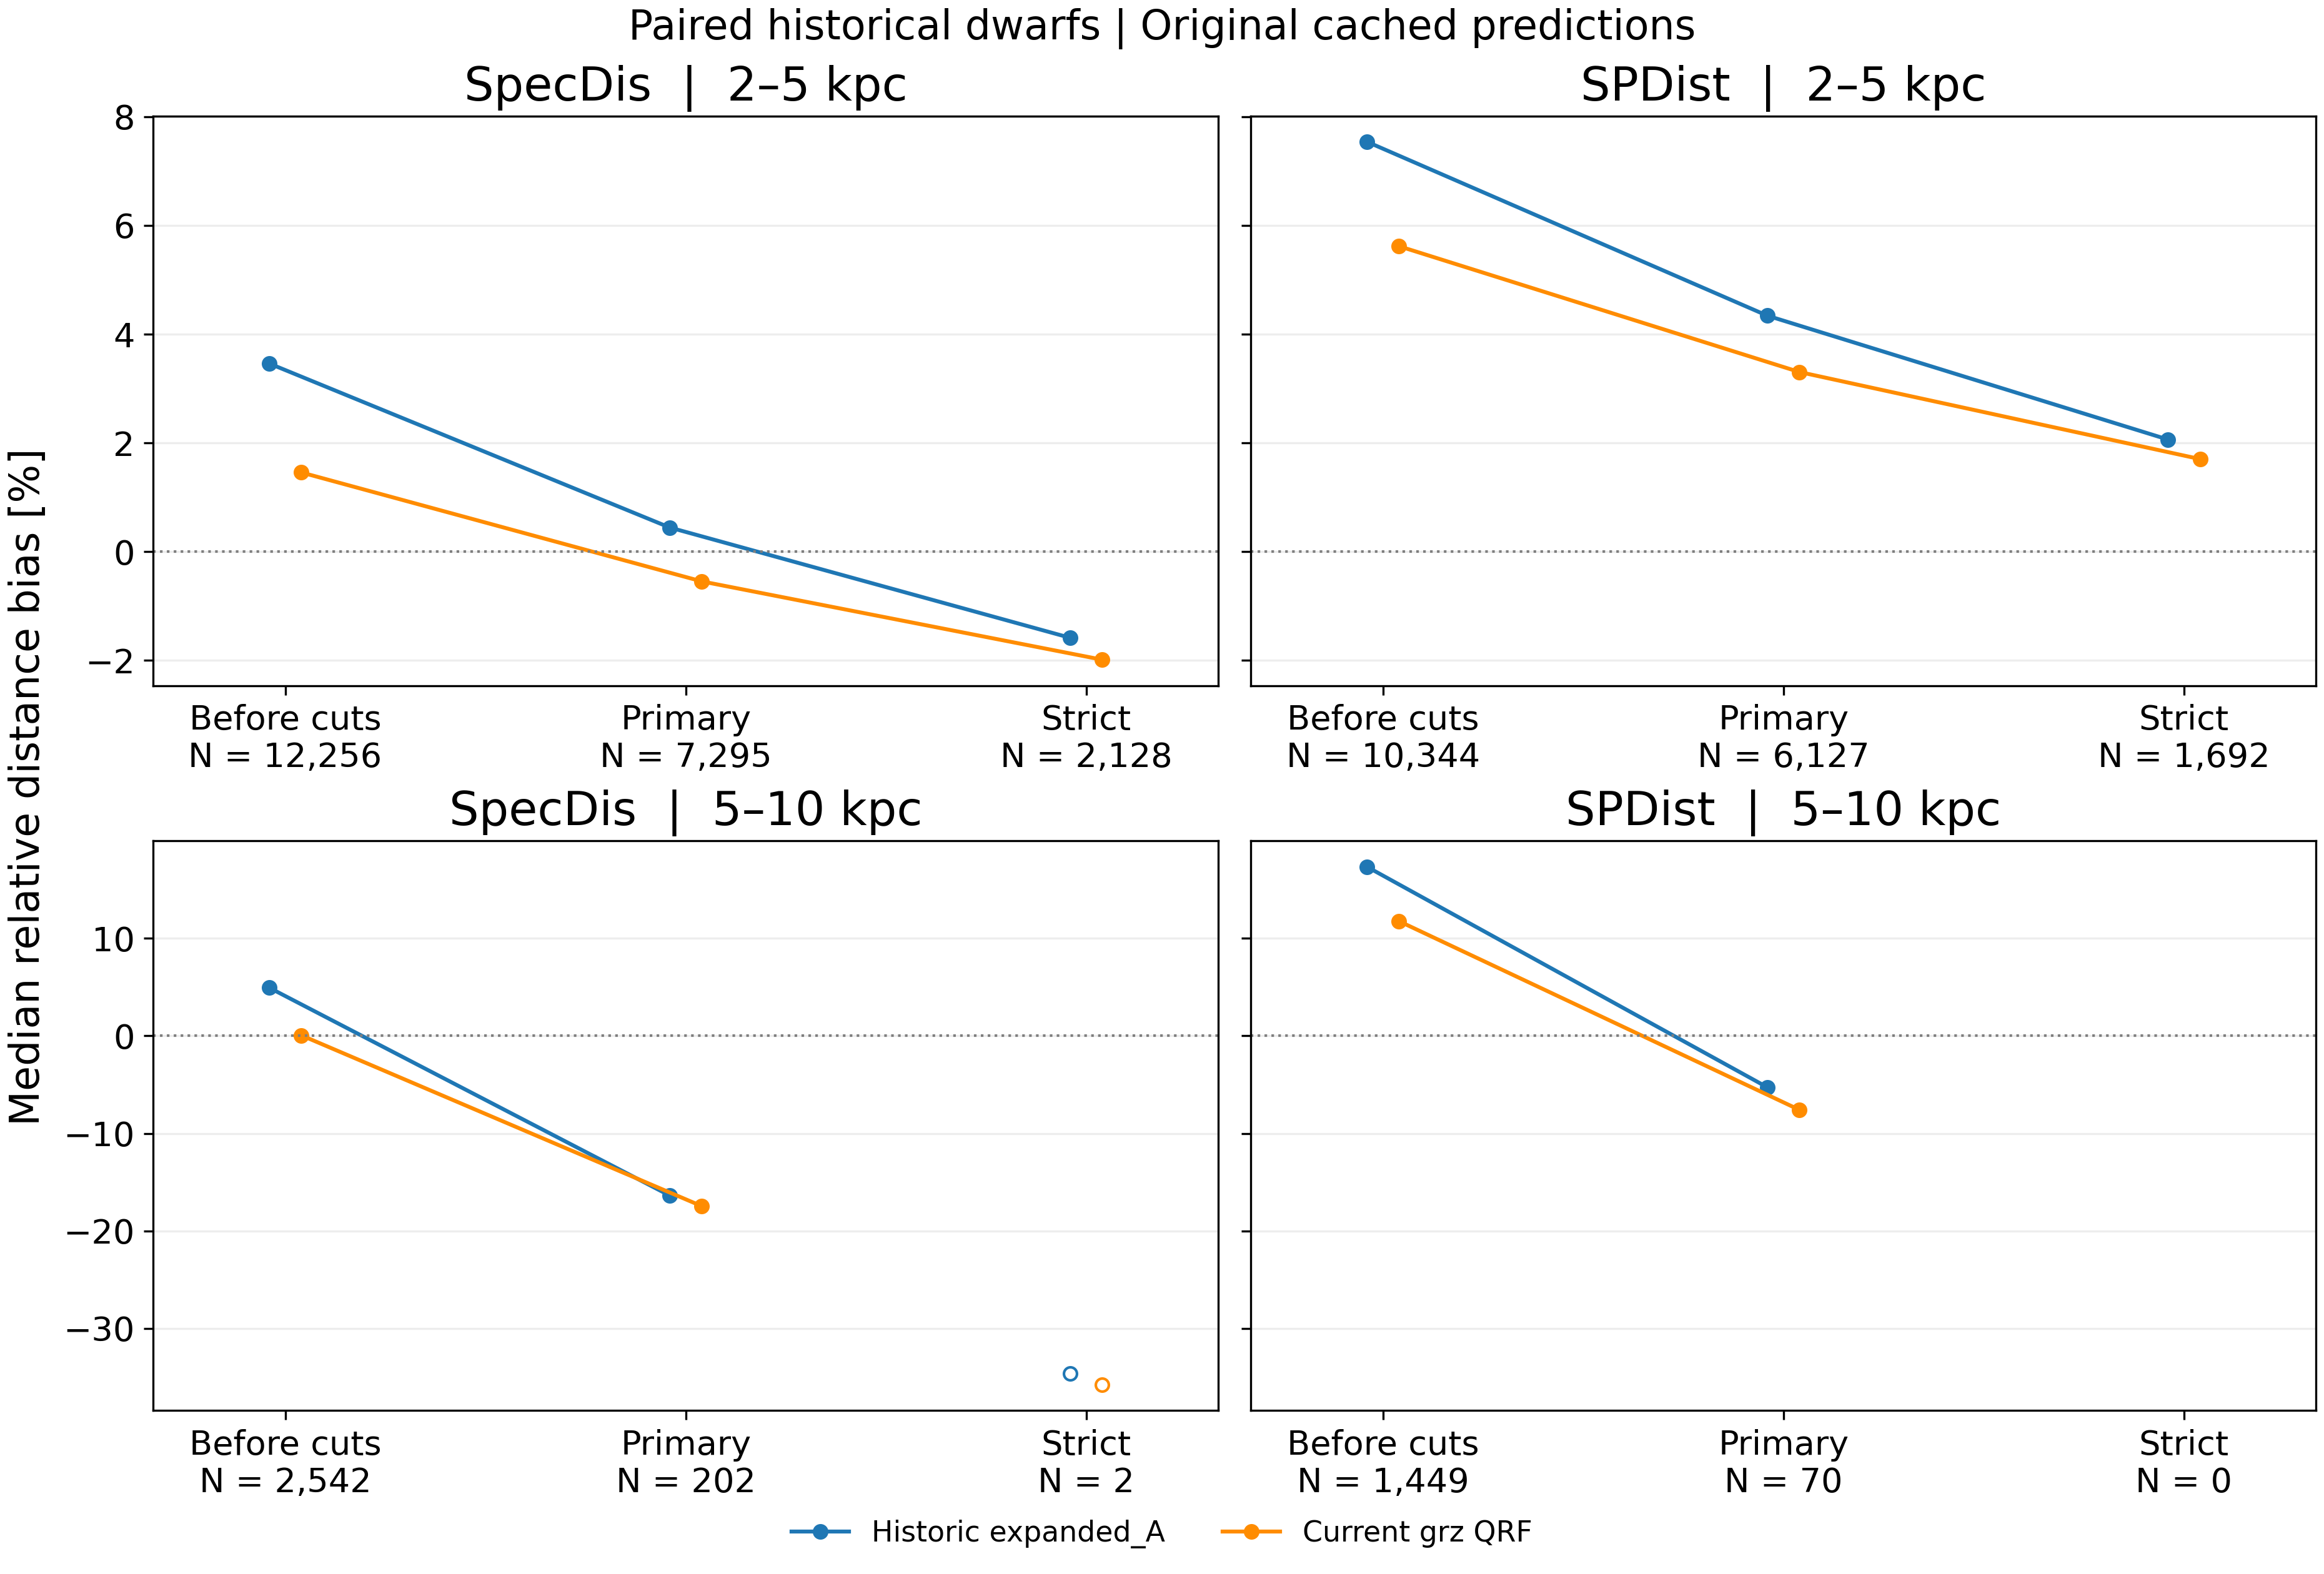 Paired historical dwarfs | Original cached predictions
SpecDis | 2–5 kpc
SPDist | 2–5 kpc
Median relative distance bias [%]
8
6
4
2
0
−2
Before cuts
N = 12,256
Primary
N = 7,295
Strict
N = 2,128
Before cuts
N = 10,344
Primary
N = 6,127
Strict
N = 1,692
SpecDis | 5–10 kpc
SPDist | 5–10 kpc
10
0
−10
−20
−30
Before cuts
N = 2,542
Primary
N = 202
Strict
N = 2
Before cuts
N = 1,449
Primary
N = 70
Strict
N = 0
Historic expanded_A
Current grz QRF